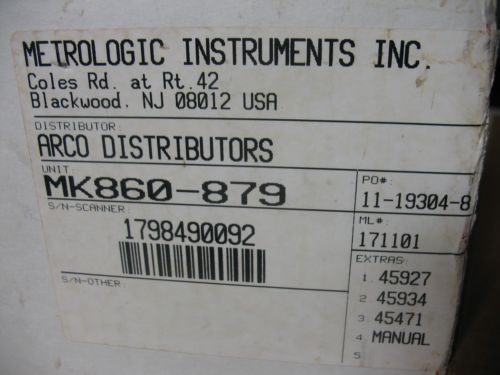 METROLOGIC INSTRUMENTS INC.
Coles Rd. at Rt.42
Blackwood, NJ 08012 USA
DISTRIBUTOR:
ARCO DISTRIBUTORS
UNIT:
MK860-879
S/N-SCANNER:
1798490092
S/N-OTHER:
PO#:
11-19304-8
ML#:
171101
EXTRAS:
1. 45927
2 45934
3. 45471
4. MANUAL
5.